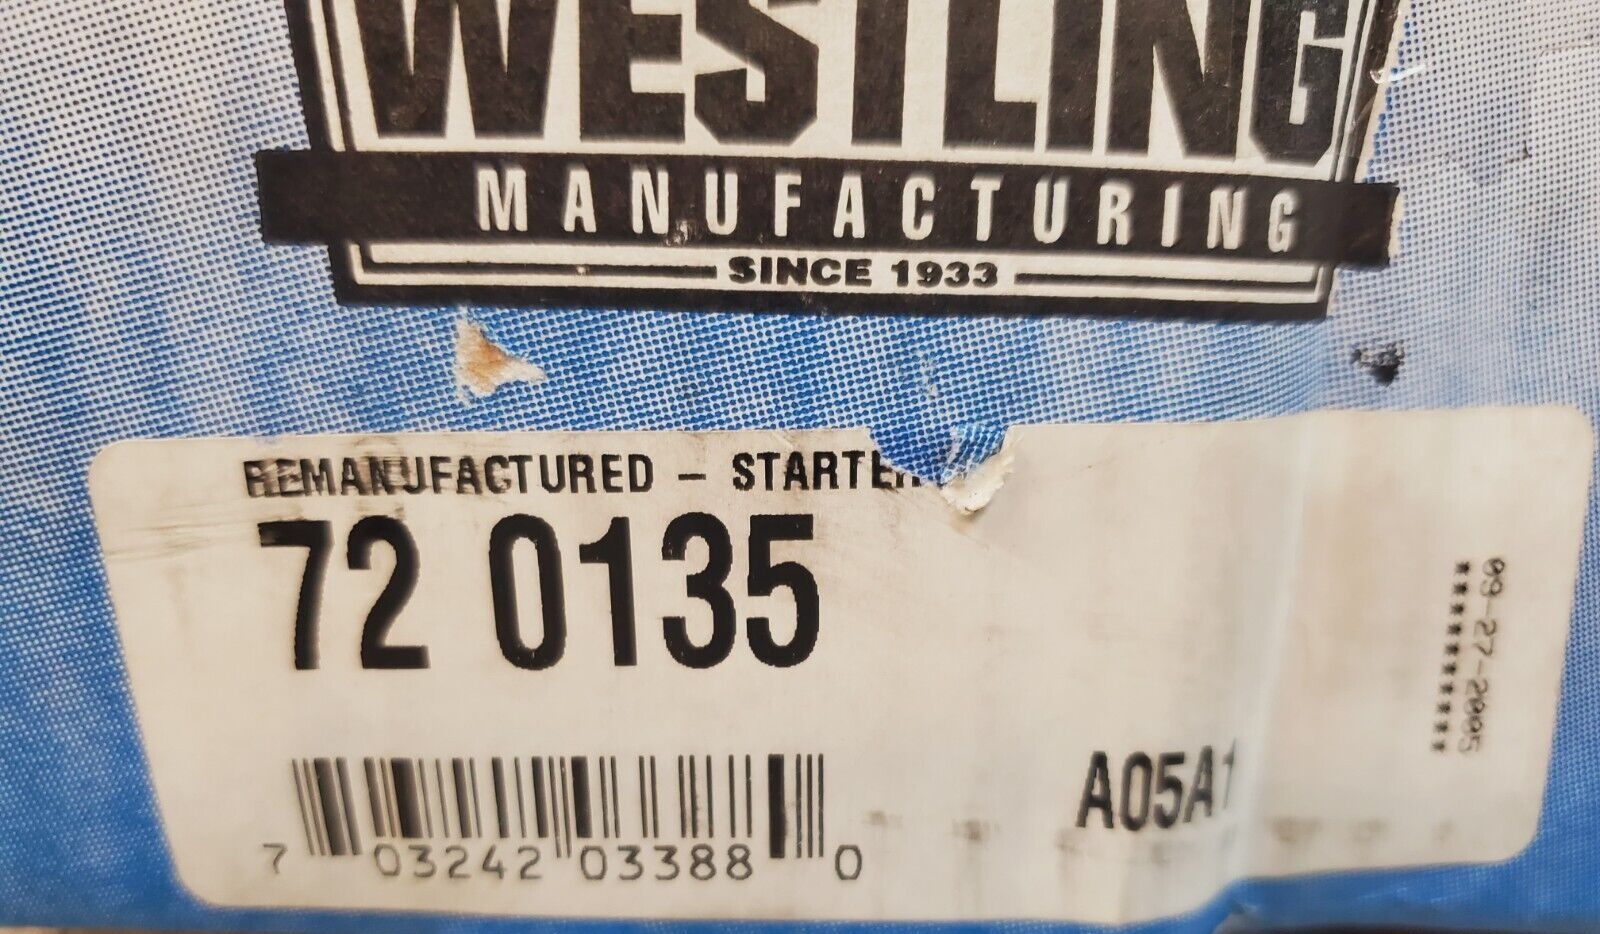 WESTLING
MANUFACTURING
SINCE 1933
REMANUFACTURED - STARTER
72 0135
7 03242 03388 0
A05A1
09-27-2005
**********